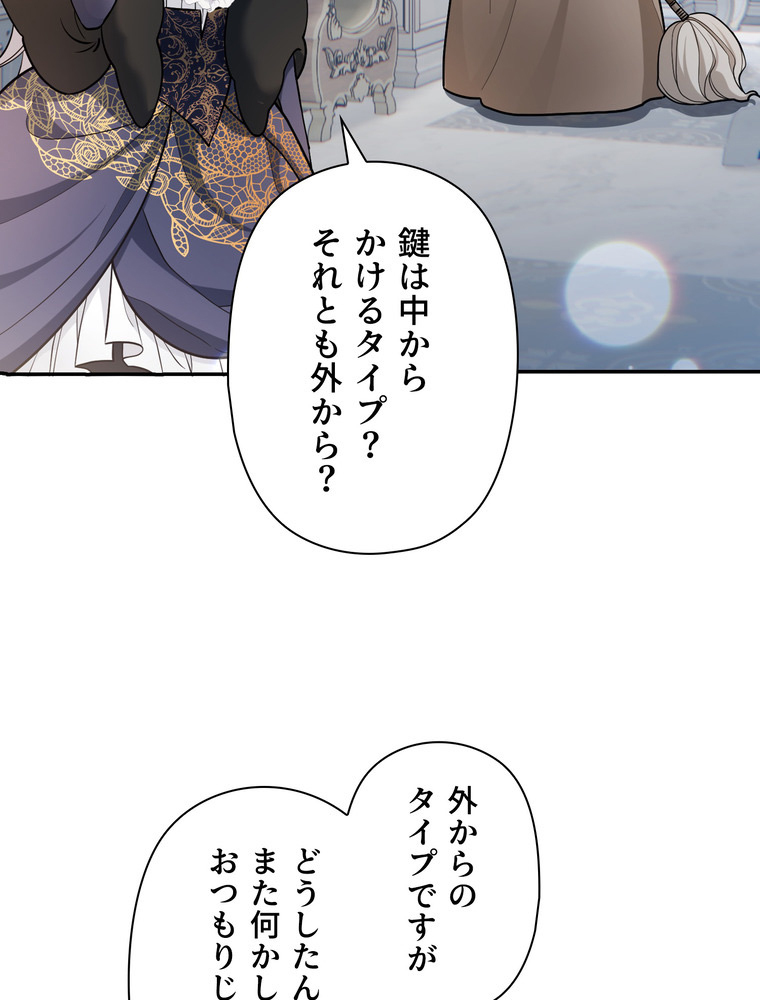 鍵は中から
かけるタイプ？
それとも外から？
外からの
タイプですが
どうしたん
また何かし
おつもりじ